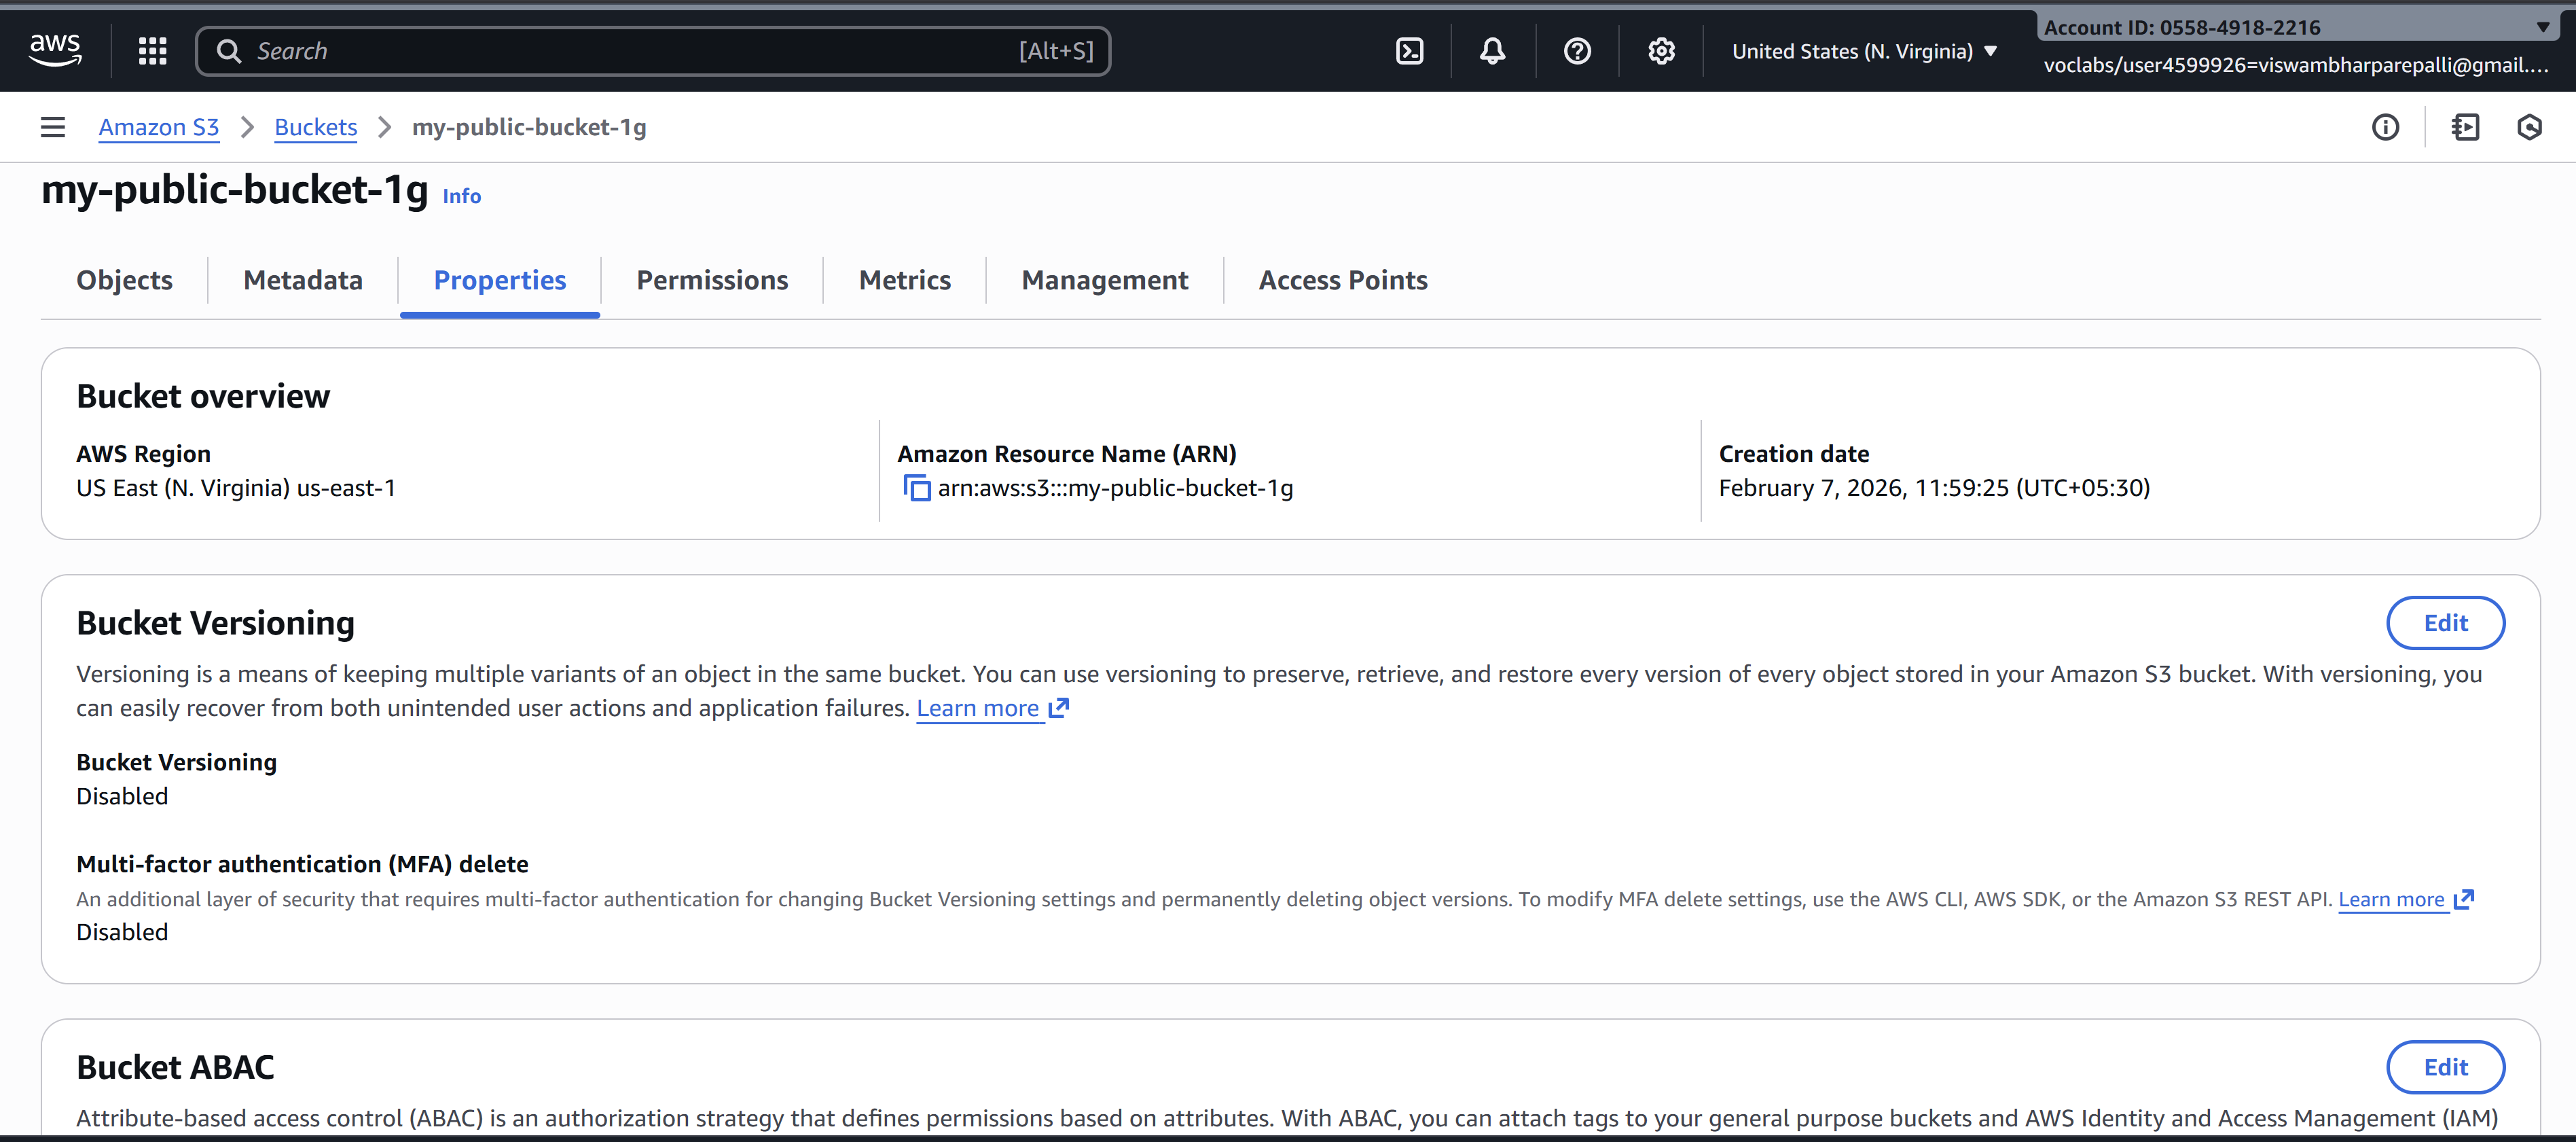 aws
Search [Alt+S]
United States (N. Virginia)
Account ID: 0558-4918-2216
voclabs/user4599926=viswambharparepalli@gmail....
Amazon S3 > Buckets > my-public-bucket-1g
my-public-bucket-1g Info
Objects Metadata Properties Permissions Metrics Management Access Points
Bucket overview
AWS Region
US East (N. Virginia) us-east-1
Amazon Resource Name (ARN)
arn:aws:s3:::my-public-bucket-1g
Creation date
February 7, 2026, 11:59:25 (UTC+05:30)
Bucket Versioning
Edit
Versioning is a means of keeping multiple variants of an object in the same bucket. You can use versioning to preserve, retrieve, and restore every version of every object stored in your Amazon S3 bucket. With versioning, you
can easily recover from both unintended user actions and application failures. Learn more
Bucket Versioning
Disabled
Multi-factor authentication (MFA) delete
An additional layer of security that requires multi-factor authentication for changing Bucket Versioning settings and permanently deleting object versions. To modify MFA delete settings, use the AWS CLI, AWS SDK, or the Amazon S3 REST API. Learn more
Disabled
Bucket ABAC
Edit
Attribute-based access control (ABAC) is an authorization strategy that defines permissions based on attributes. With ABAC, you can attach tags to your general purpose buckets and AWS Identity and Access Management (IAM)